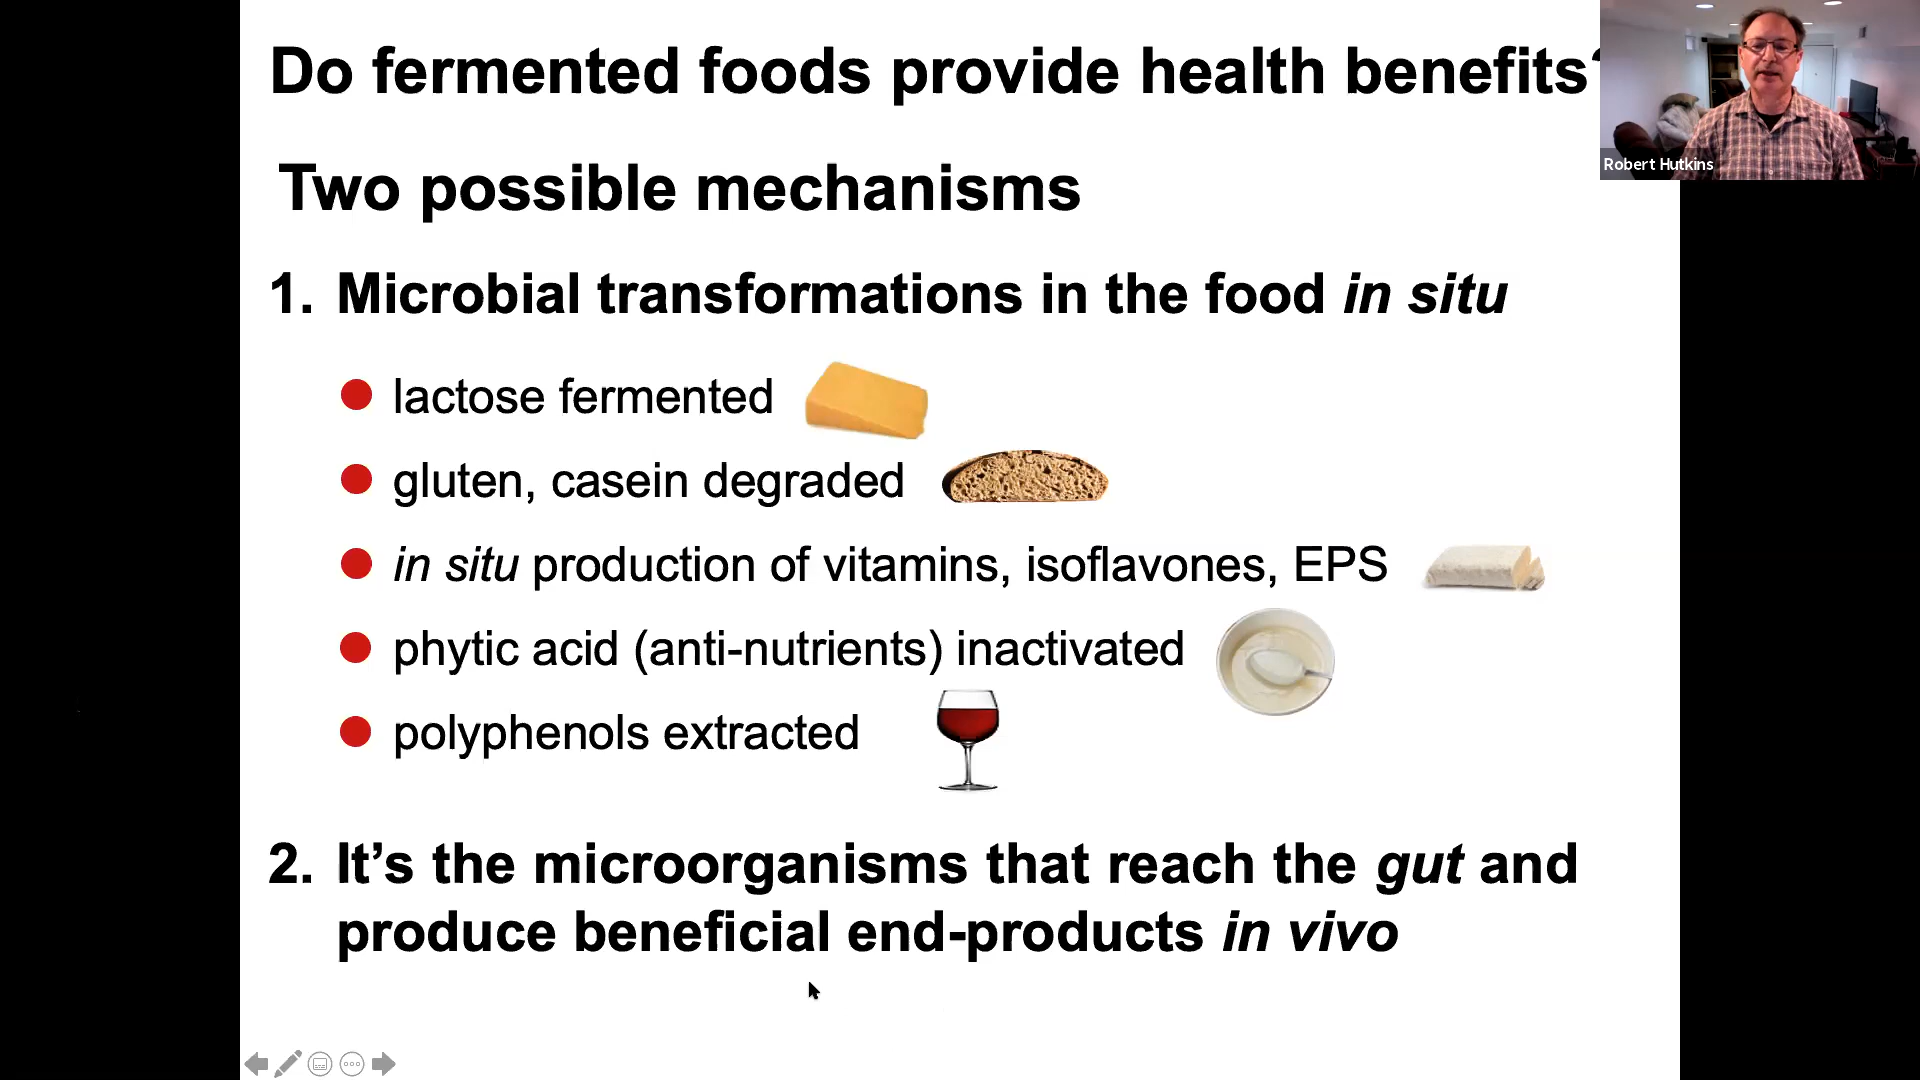 Do fermented foods provide health benefits?
Robert Hutkins
Two possible mechanisms
1. Microbial transformations in the food in situ
lactose fermented
gluten, casein degraded
in situ production of vitamins, isoflavones, EPS
phytic acid (anti-nutrients) inactivated
polyphenols extracted
2. It’s the microorganisms that reach the gut and
produce beneficial end-products in vivo